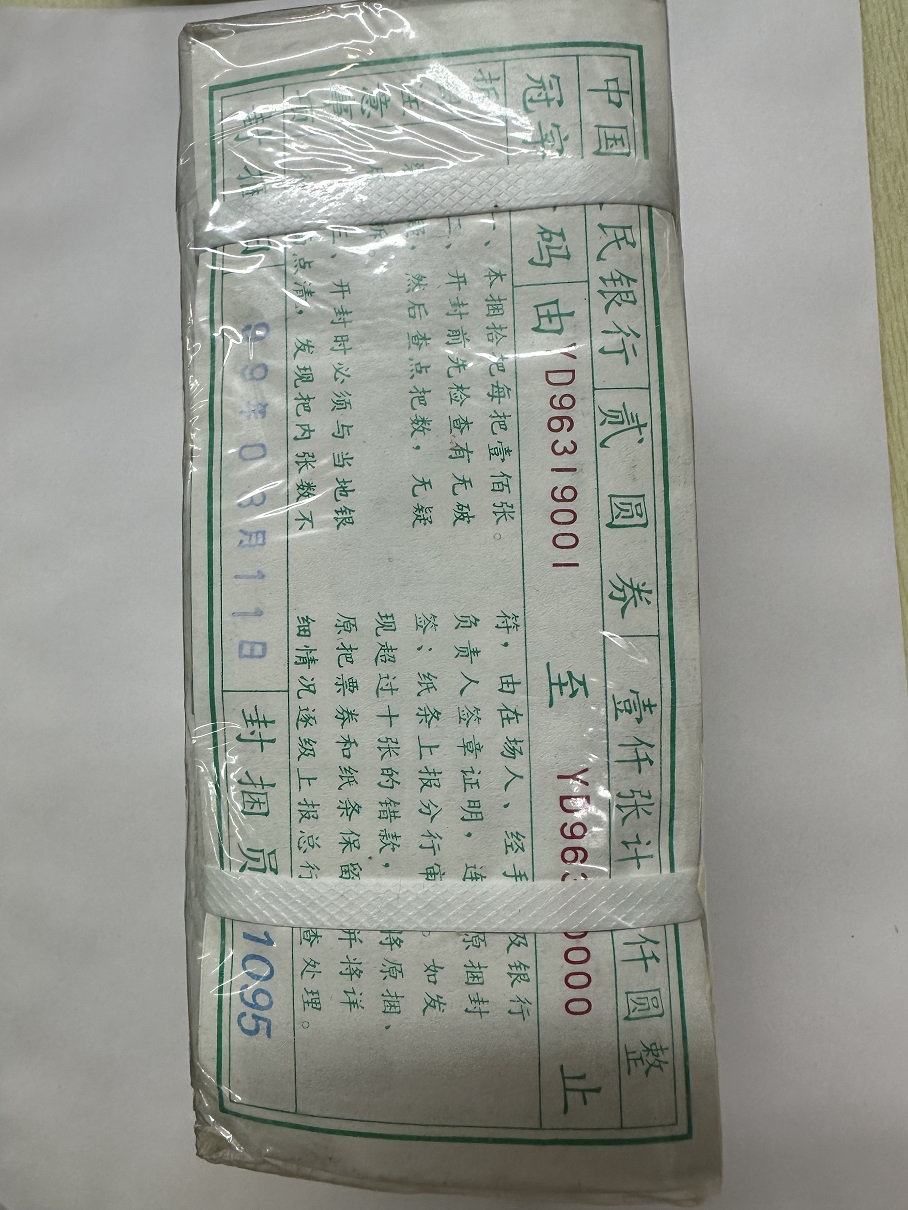 中国 民银行 贰圆券 壹仟张计 仟圆整
冠字 码 由 YD96319001 至 YD963 0000 止
拆
注
意事
一、本捆拾把每把壹佰张。
二、开封前先检查有无破
然后查点把数，无疑
三、开封时必须与当地银
点清，发现把内张数不
符，由在场人、经手 及银行
负责人签章证明，连 原捆封
签、纸条上报分行审 。如发
现超过十张的错款， 将原捆、
原把票券和纸条保留 并将详
细情况逐级上报总行 查处理。
封 99年03月11日 封捆员 1095